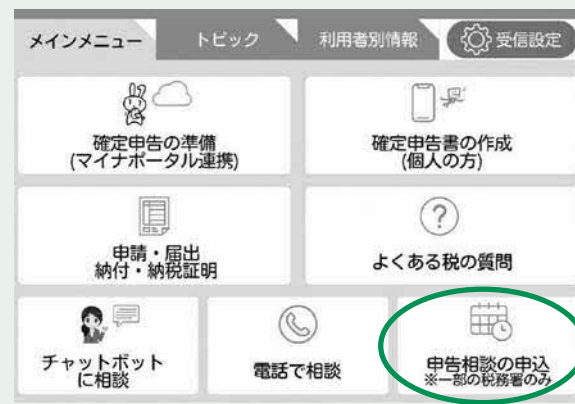 メインメニュー
トピック
利用者別情報
受信設定
確定申告の準備
(マイナポータル連携)
確定申告書の作成
(個人の方)
申請・届出
納付・納税証明
よくある税の質問
チャットボット
に相談
電話で相談
申告相談の申込
※一部の税務署のみ